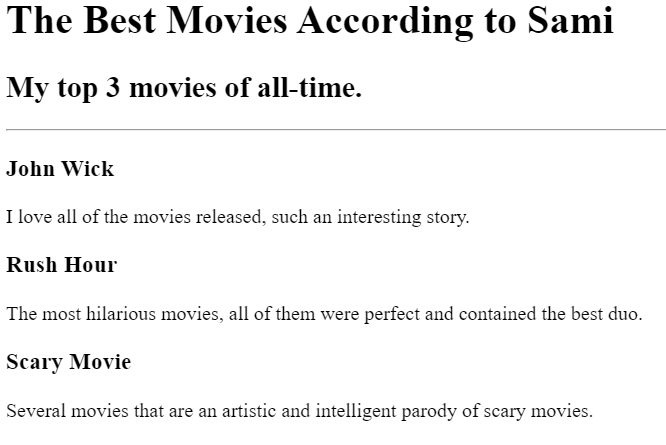 The Best Movies According to Sami
My top 3 movies of all-time.
John Wick
I love all of the movies released, such an interesting story.
Rush Hour
The most hilarious movies, all of them were perfect and contained the best duo.
Scary Movie
Several movies that are an artistic and intelligent parody of scary movies.